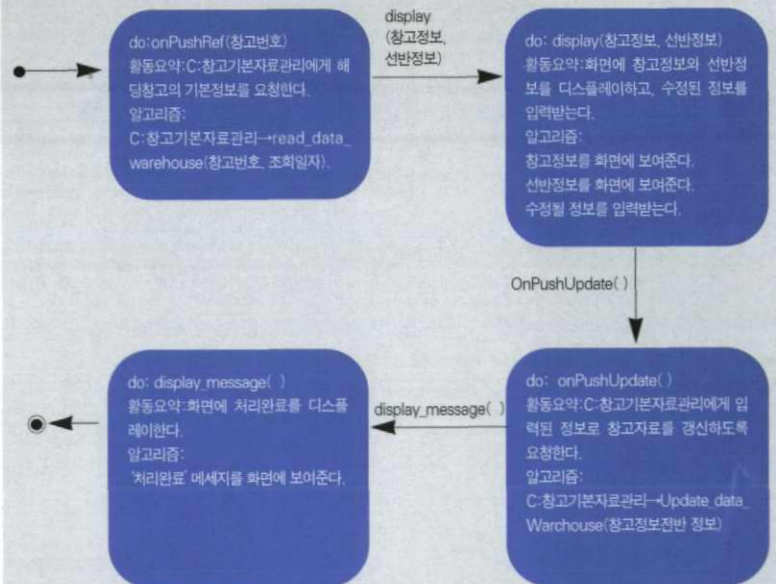 do:onPushRef(창고번호)
활동요약:C:창고기본자료관리에게 해
당창고의 기본정보를 요청한다.
알고리즘:
C:창고기본자료관리→read_data_
warehouse(창고번호, 조회일자).
display
(창고정보,
선반정보)
do: display(창고정보, 선반정보)
활동요약:화면에 창고정보와 선반정
보를 디스플레이하고, 수정된 정보를
입력받는다.
알고리즘:
창고정보를 화면에 보여준다.
선반정보를 화면에 보여준다.
수정될 정보를 입력받는다.
OnPushUpdate( )
do: onPushUpdate( )
활동요약:C:창고기본자료관리에게 입
력된 정보로 창고자료를 갱신하도록
요청한다.
알고리즘:
C:창고기본자료관리→Update_data_
Warchouse(창고정보전반 정보)
display_message( )
do: display_message( )
활동요약:화면에 처리완료를 디스플
레이한다.
알고리즘:
'처리완료' 메세지를 화면에 보여준다.